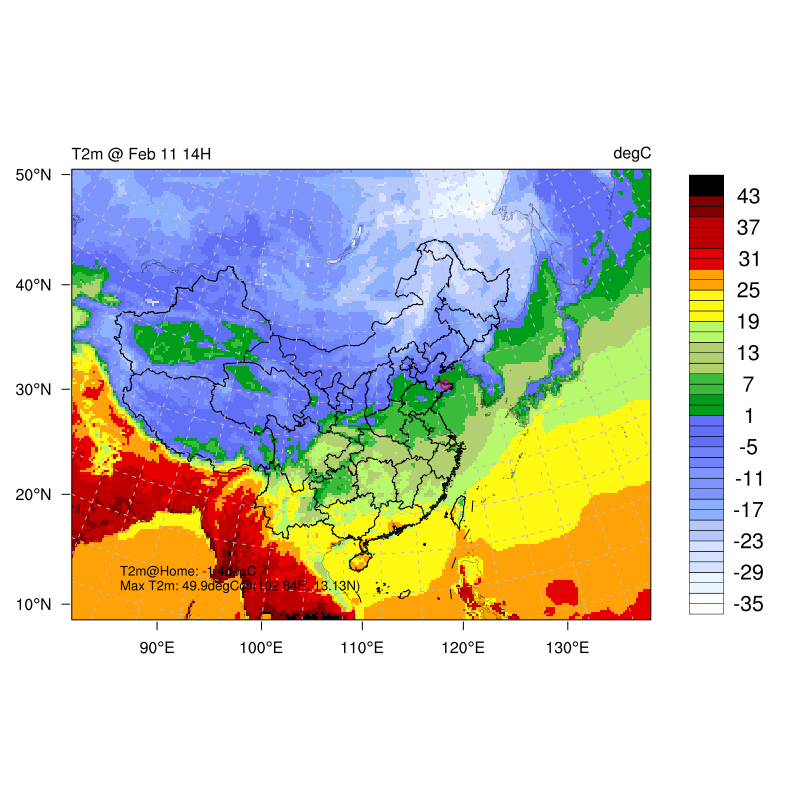 T2m @ Feb 11 14H
degC
50°N
40°N
30°N
20°N
10°N
90°E
100°E
110°E
120°E
130°E
43
37
31
25
19
13
7
1
-5
-11
-17
-23
-29
-35
T2m@Home: -1.4degC
Max T2m: 49.9degC@(102.84E, 13.13N)